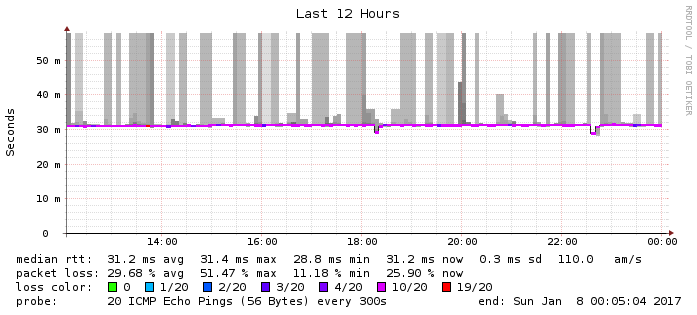 Last 12 Hours
RRDTOOL / TOBI OETIKER
Seconds
50 m
40 m
30 m
20 m
10 m
0
14:00 16:00 18:00 20:00 22:00 00:00
median rtt: 31.2 ms avg 31.4 ms max 28.8 ms min 31.2 ms now 0.3 ms sd 110.0 am/s
packet loss: 29.68 % avg 51.47 % max 11.18 % min 25.90 % now
loss color: 0 1/20 2/20 3/20 4/20 10/20 19/20
probe: 20 ICMP Echo Pings (56 Bytes) every 300s end: Sun Jan 8 00:05:04 2017